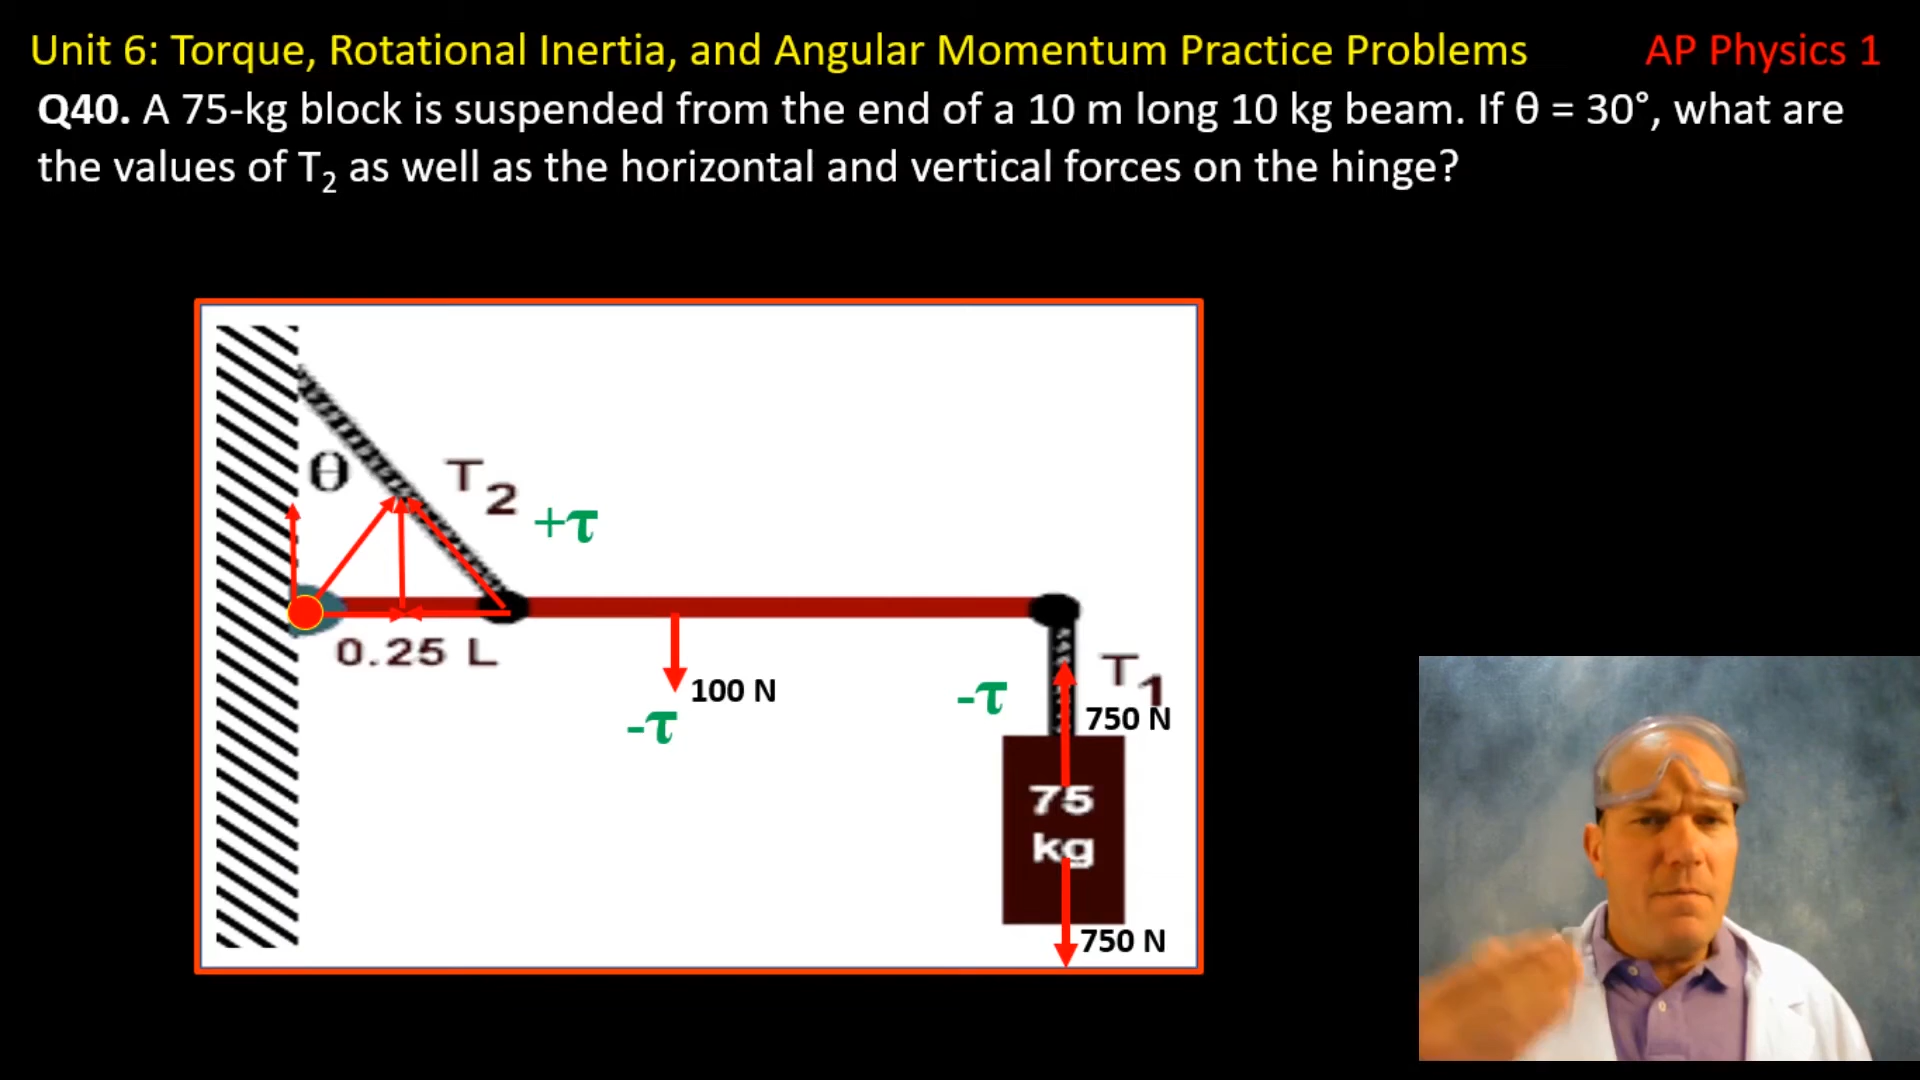 Unit 6: Torque, Rotational Inertia, and Angular Momentum Practice Problems
AP Physics 1
Q40. A 75-kg block is suspended from the end of a 10 m long 10 kg beam. If θ = 30°, what are
the values of T₂ as well as the horizontal and vertical forces on the hinge?
θ
T₂
+τ
0.25 L
100 N
-τ
-τ
T₁
750 N
75
kg
750 N